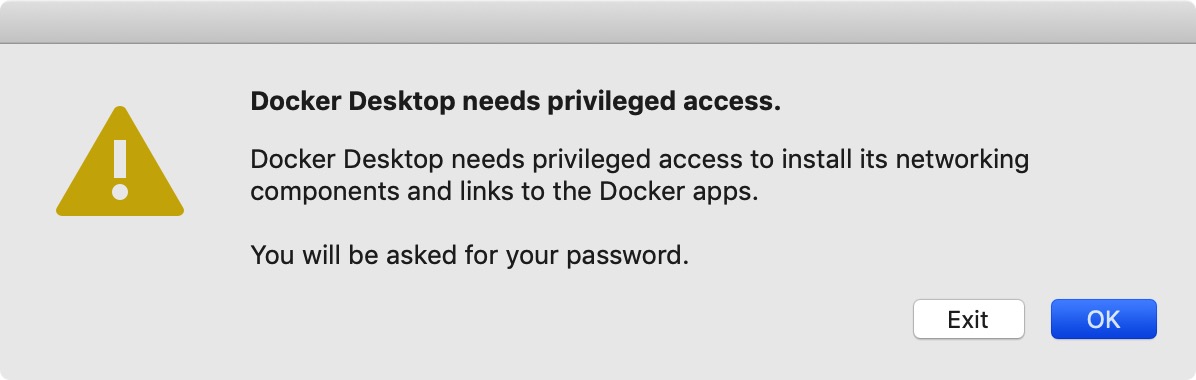 Docker Desktop needs privileged access.
Docker Desktop needs privileged access to install its networking
components and links to the Docker apps.
You will be asked for your password.
Exit
OK